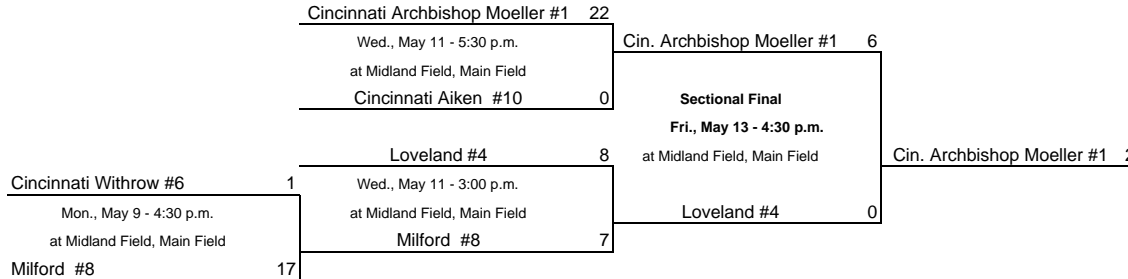 Cincinnati Archbishop Moeller #1 22
Wed., May 11 - 5:30 p.m.
at Midland Field, Main Field
Cincinnati Aiken #10 0
Cin. Archbishop Moeller #1 6
Sectional Final
Fri., May 13 - 4:30 p.m.
at Midland Field, Main Field
Loveland #4 0
Loveland #4 8
Wed., May 11 - 3:00 p.m.
at Midland Field, Main Field
Milford #8 7
Cincinnati Withrow #6 1
Mon., May 9 - 4:30 p.m.
at Midland Field, Main Field
Milford #8 17
Cin. Archbishop Moeller #1